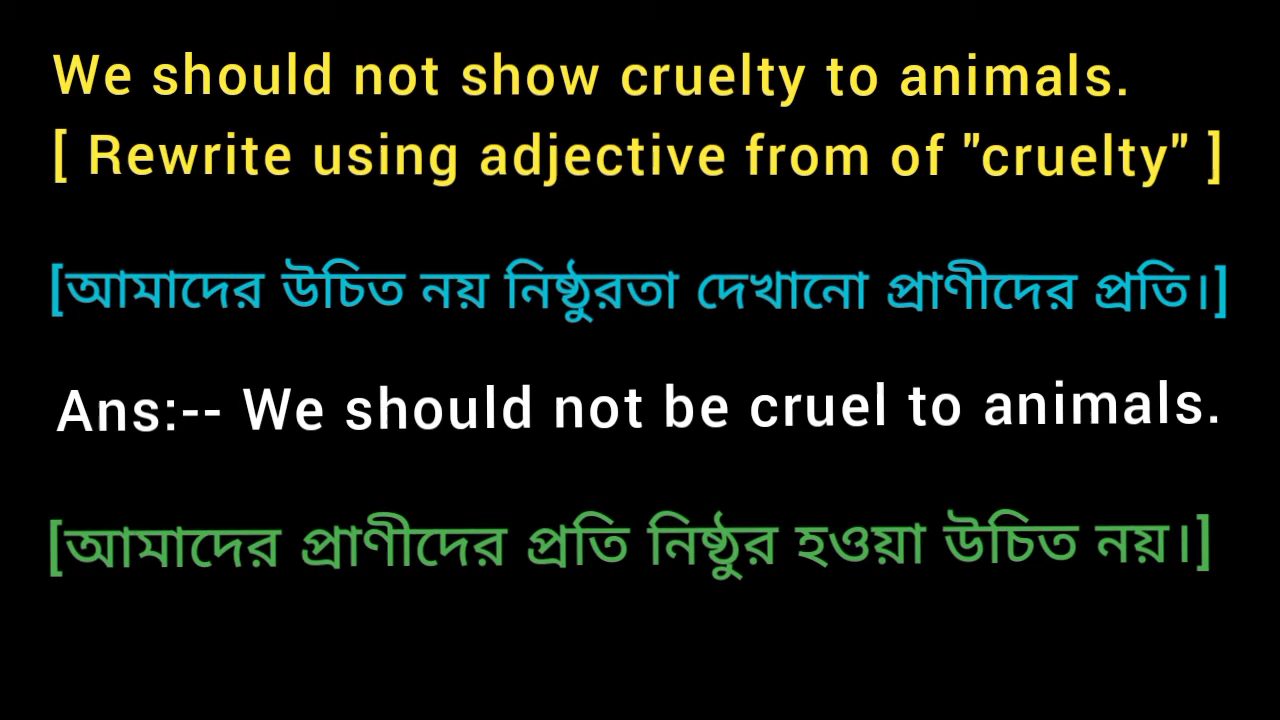 We should not show cruelty to animals.
[ Rewrite using adjective from of "cruelty" ]
[আমাদের উচিত নয় নিষ্ঠুরতা দেখানো প্রাণীদের প্রতি।]
Ans:-- We should not be cruel to animals.
[আমাদের প্রাণীদের প্রতি নিষ্ঠুর হওয়া উচিত নয়।]